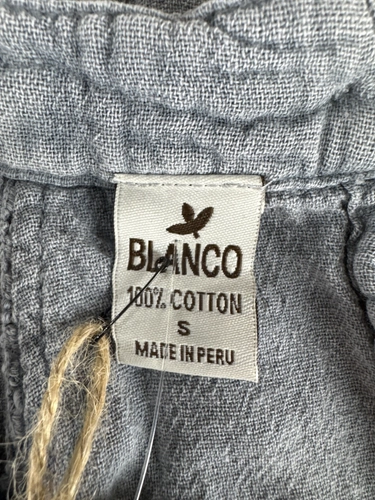 BLANCO
100% COTTON
S
MADE IN PERU